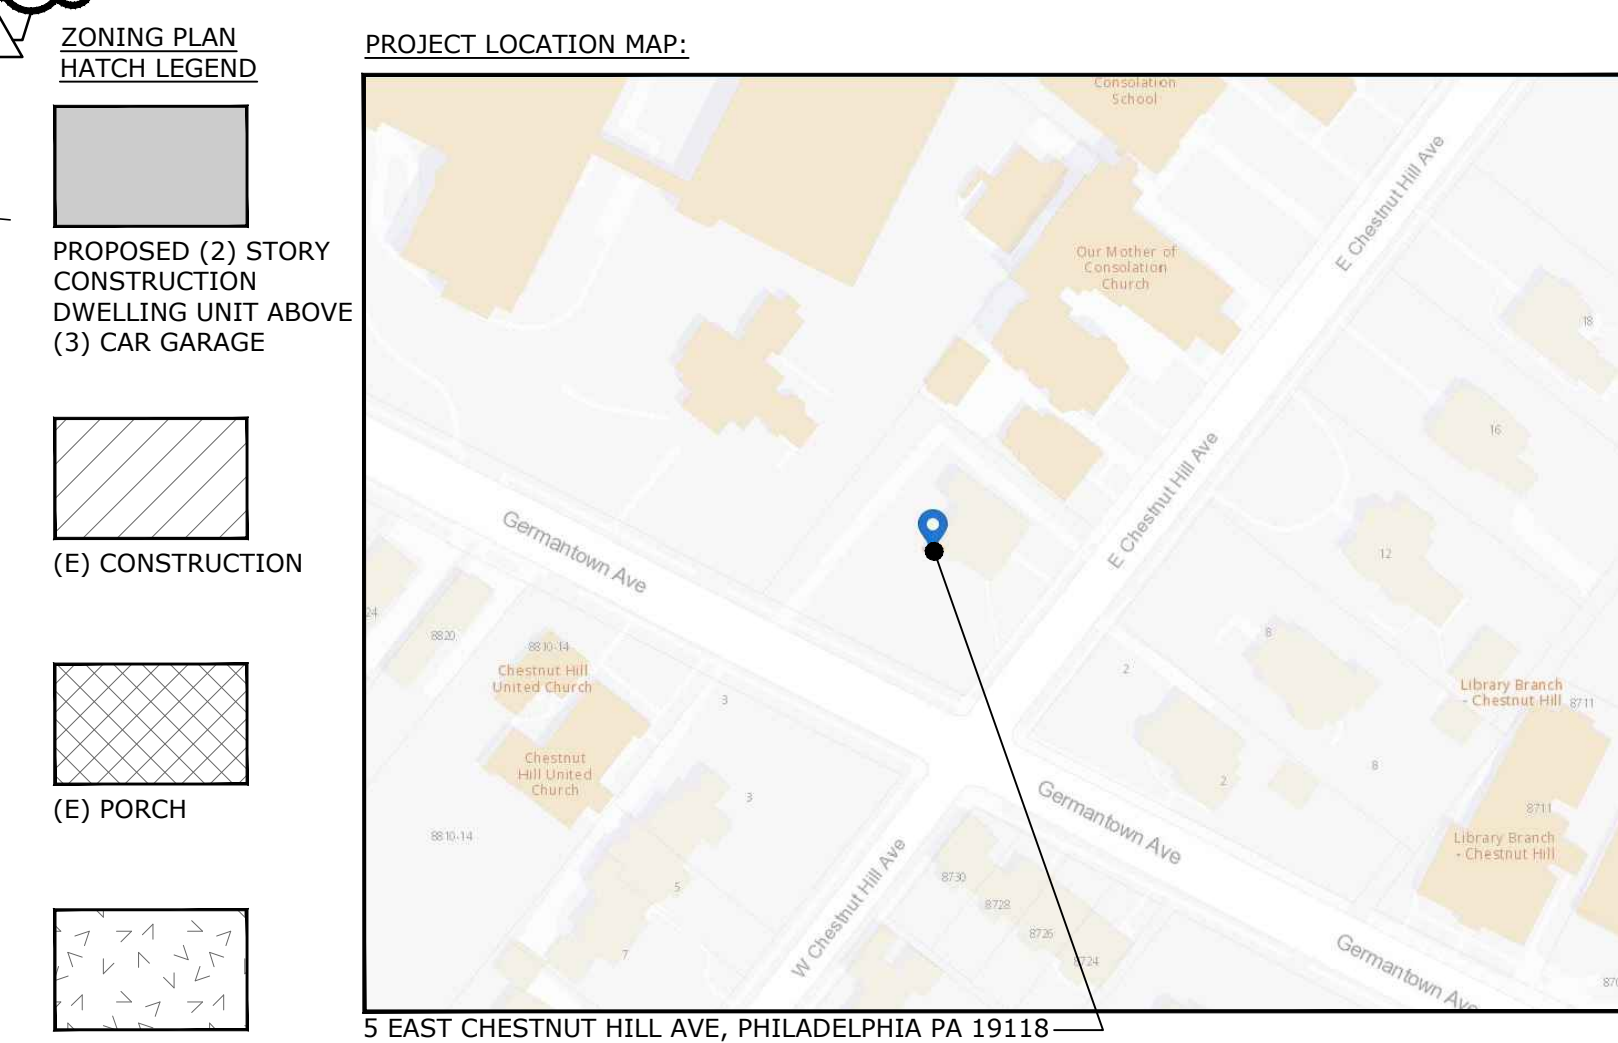 ZONING PLAN
HATCH LEGEND
PROPOSED (2) STORY
CONSTRUCTION
DWELLING UNIT ABOVE
(3) CAR GARAGE
(E) CONSTRUCTION
(E) PORCH
PROJECT LOCATION MAP:
Consolation
School
E Chestnut Hill Ave
Our Mother of
Consolation
Church
18
16
E Chestnut Hill Ave
Germantown Ave
12
24
8820
8810-14
Chestnut Hill
United Church
8
2
3
Library Branch
- Chestnut Hill
8711
Chestnut
Hill United
Church
3
2
8
Germantown Ave
8711
8810-14
Library Branch
- Chestnut Hill
W Chestnut Hill Ave
5
8730
8728
8726
8724
7
Germantown Ave
5 EAST CHESTNUT HILL AVE, PHILADELPHIA PA 19118